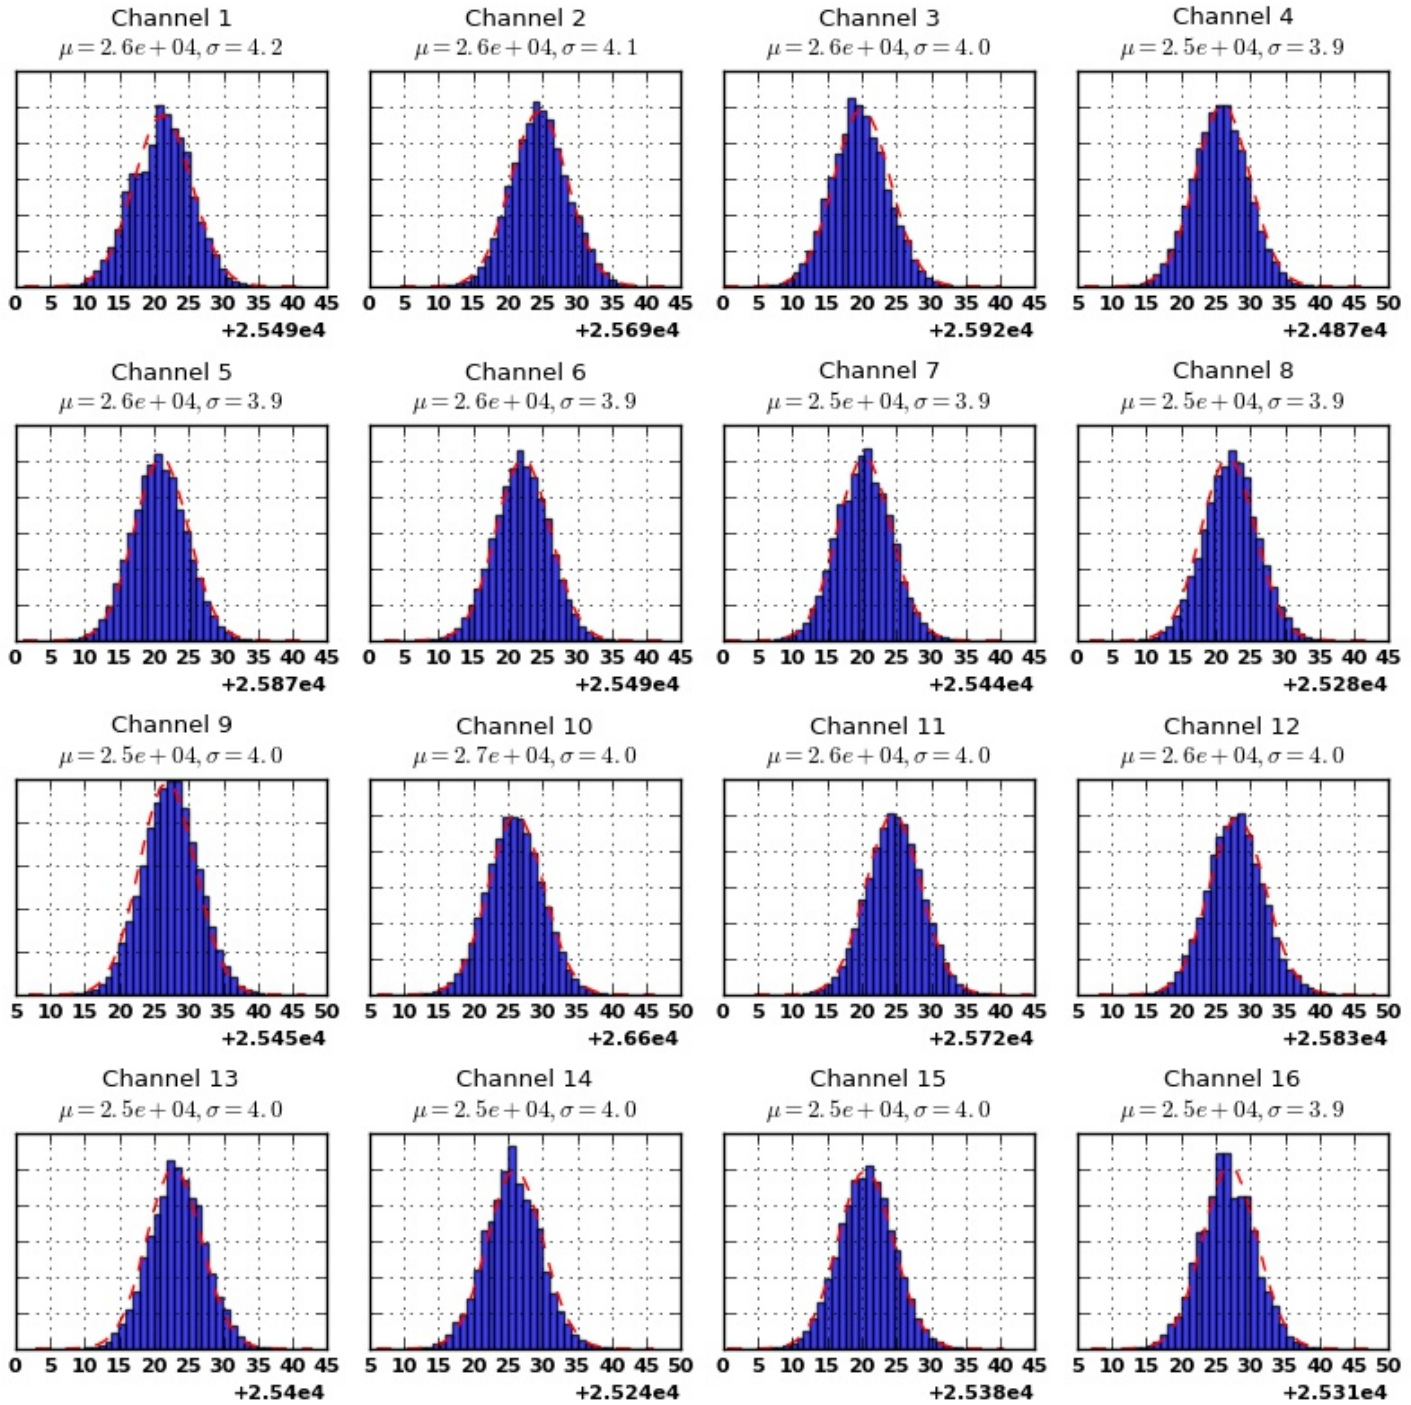 Channel 1 Channel 2 Channel 3 Channel 4
μ = 2.6e + 04, σ = 4.2 μ = 2.6e + 04, σ = 4.1 μ = 2.6e + 04, σ = 4.0 μ = 2.5e + 04, σ = 3.9
0 5 10 15 20 25 30 35 40 45 0 5 10 15 20 25 30 35 40 45 0 5 10 15 20 25 30 35 40 45 5 10 15 20 25 30 35 40 45 50
+2.549e4 +2.569e4 +2.592e4 +2.487e4
Channel 5 Channel 6 Channel 7 Channel 8
μ = 2.6e + 04, σ = 3.9 μ = 2.6e + 04, σ = 3.9 μ = 2.5e + 04, σ = 3.9 μ = 2.5e + 04, σ = 3.9
0 5 10 15 20 25 30 35 40 45 0 5 10 15 20 25 30 35 40 45 0 5 10 15 20 25 30 35 40 45 0 5 10 15 20 25 30 35 40 45
+2.587e4 +2.549e4 +2.544e4 +2.528e4
Channel 9 Channel 10 Channel 11 Channel 12
μ = 2.5e + 04, σ = 4.0 μ = 2.7e + 04, σ = 4.0 μ = 2.6e + 04, σ = 4.0 μ = 2.6e + 04, σ = 4.0
5 10 15 20 25 30 35 40 45 50 5 10 15 20 25 30 35 40 45 50 0 5 10 15 20 25 30 35 40 45 5 10 15 20 25 30 35 40 45 50
+2.545e4 +2.66e4 +2.572e4 +2.583e4
Channel 13 Channel 14 Channel 15 Channel 16
μ = 2.5e + 04, σ = 4.0 μ = 2.5e + 04, σ = 4.0 μ = 2.5e + 04, σ = 4.0 μ = 2.5e + 04, σ = 3.9
0 5 10 15 20 25 30 35 40 45 5 10 15 20 25 30 35 40 45 50 0 5 10 15 20 25 30 35 40 45 5 10 15 20 25 30 35 40 45 50
+2.54e4 +2.524e4 +2.538e4 +2.531e4